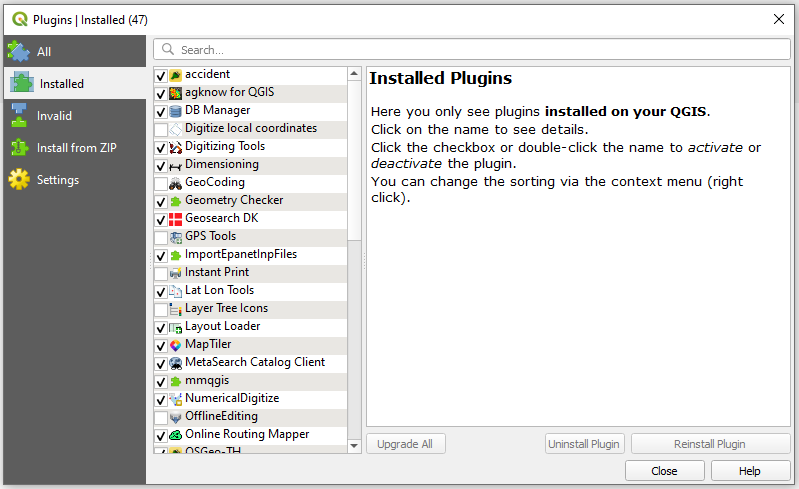 Plugins | Installed (47)
All
Installed
Invalid
Install from ZIP
Settings
Search...
accident
agknow for QGIS
DB Manager
Digitize local coordinates
Digitizing Tools
Dimensioning
GeoCoding
Geometry Checker
Geosearch DK
GPS Tools
ImportEpanetInpFiles
Instant Print
Lat Lon Tools
Layer Tree Icons
Layout Loader
MapTiler
MetaSearch Catalog Client
mmqgis
NumericalDigitize
OfflineEditing
Online Routing Mapper
OSGeo-TH
Installed Plugins
Here you only see plugins installed on your QGIS.
Click on the name to see details.
Click the checkbox or double-click the name to activate or
deactivate the plugin.
You can change the sorting via the context menu (right
click).
Upgrade All
Uninstall Plugin
Reinstall Plugin
Close
Help